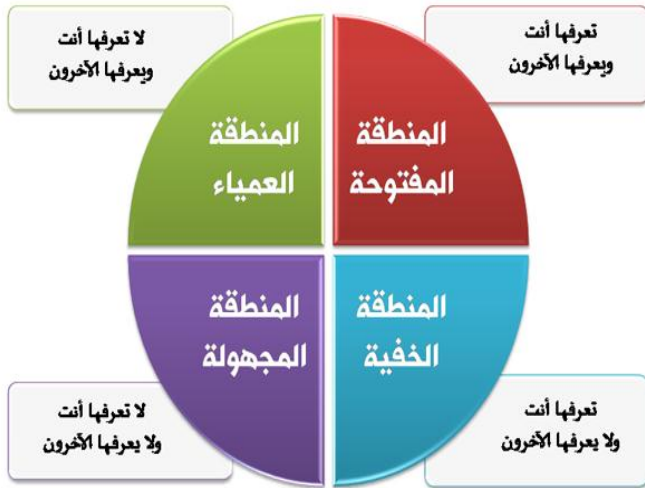 تعرفها أنت
ويعرفها الآخرون
المنطقة
المفتوحة
لا تعرفها أنت
ويعرفها الآخرون
المنطقة
العمياء
المنطقة
الخفية
تعرفها أنت
ولا يعرفها الآخرون
المنطقة
المجهولة
لا تعرفها أنت
ولا يعرفها الآخرون